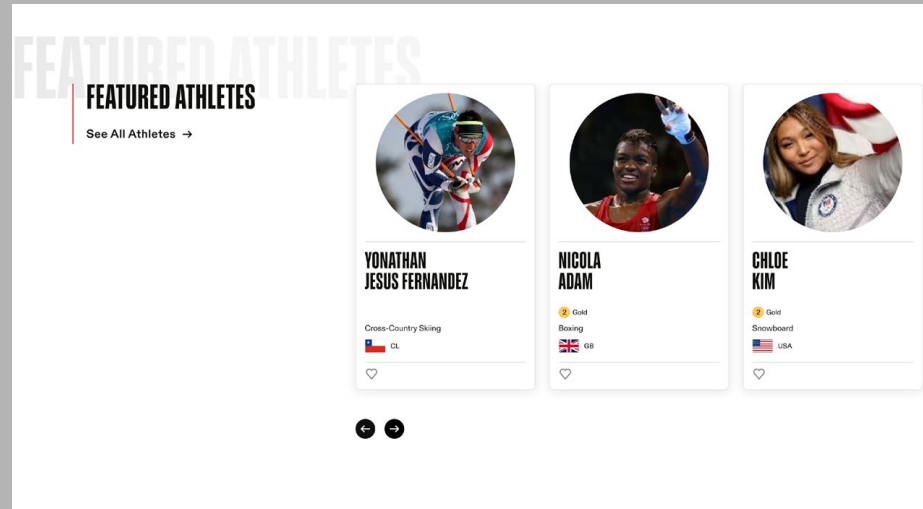 FEATURED ATHLETES
FEATURED ATHLETES
See All Athletes →
YONATHAN
JESUS FERNANDEZ
Cross-Country Skiing
CL
NICOLA
ADAM
2 Gold
Boxing
GB
CHLOE
KIM
2 Gold
Snowboard
USA